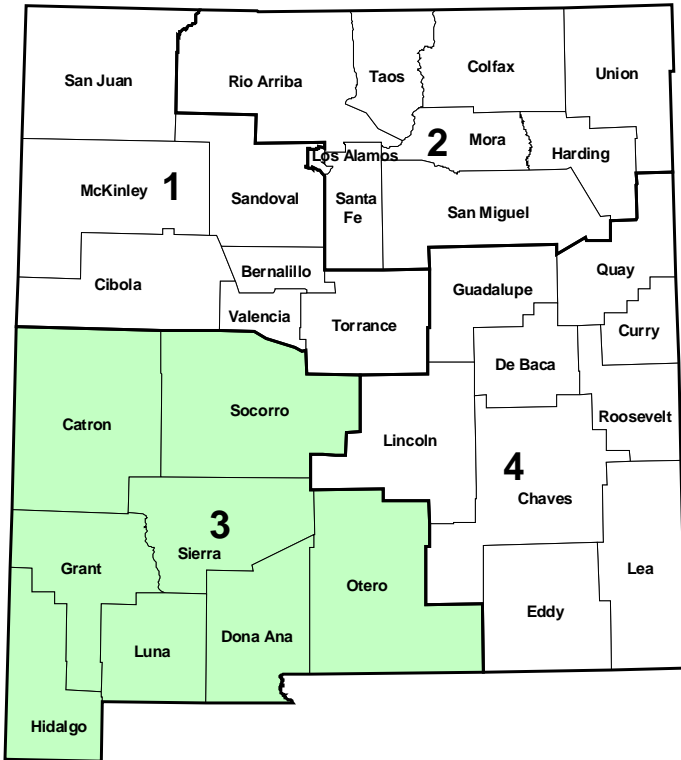 San Juan
Rio Arriba
Taos
Colfax
Union
Mora
2
Los Alamos
Harding
McKinley
1
Sandoval
Santa
Fe
San Miguel
Bernalillo
Quay
Cibola
Guadalupe
Valencia
Torrance
Curry
De Baca
Socorro
Roosevelt
Catron
Lincoln
4
Chaves
3
Sierra
Grant
Otero
Lea
Eddy
Dona Ana
Luna
Hidalgo